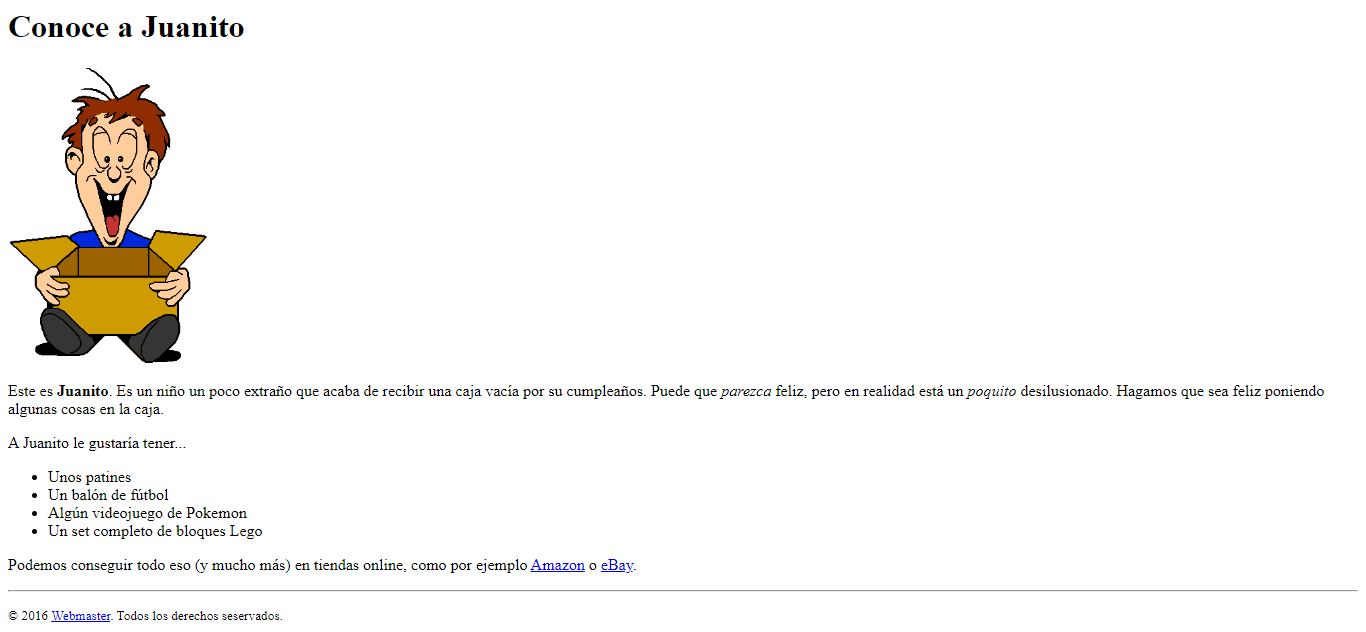 Conoce a Juanito
Este es Juanito. Es un niño un poco extraño que acaba de recibir una caja vacía por su cumpleaños. Puede que parezca feliz, pero en realidad está un poquito desilusionado. Hagamos que sea feliz poniendo
algunas cosas en la caja.
A Juanito le gustaría tener...
• Unos patines
• Un balón de fútbol
• Algún videojuego de Pokemon
• Un set completo de bloques Lego
Podemos conseguir todo eso (y mucho más) en tiendas online, como por ejemplo Amazon o eBay.
© 2016 Webmaster. Todos los derechos seservados.